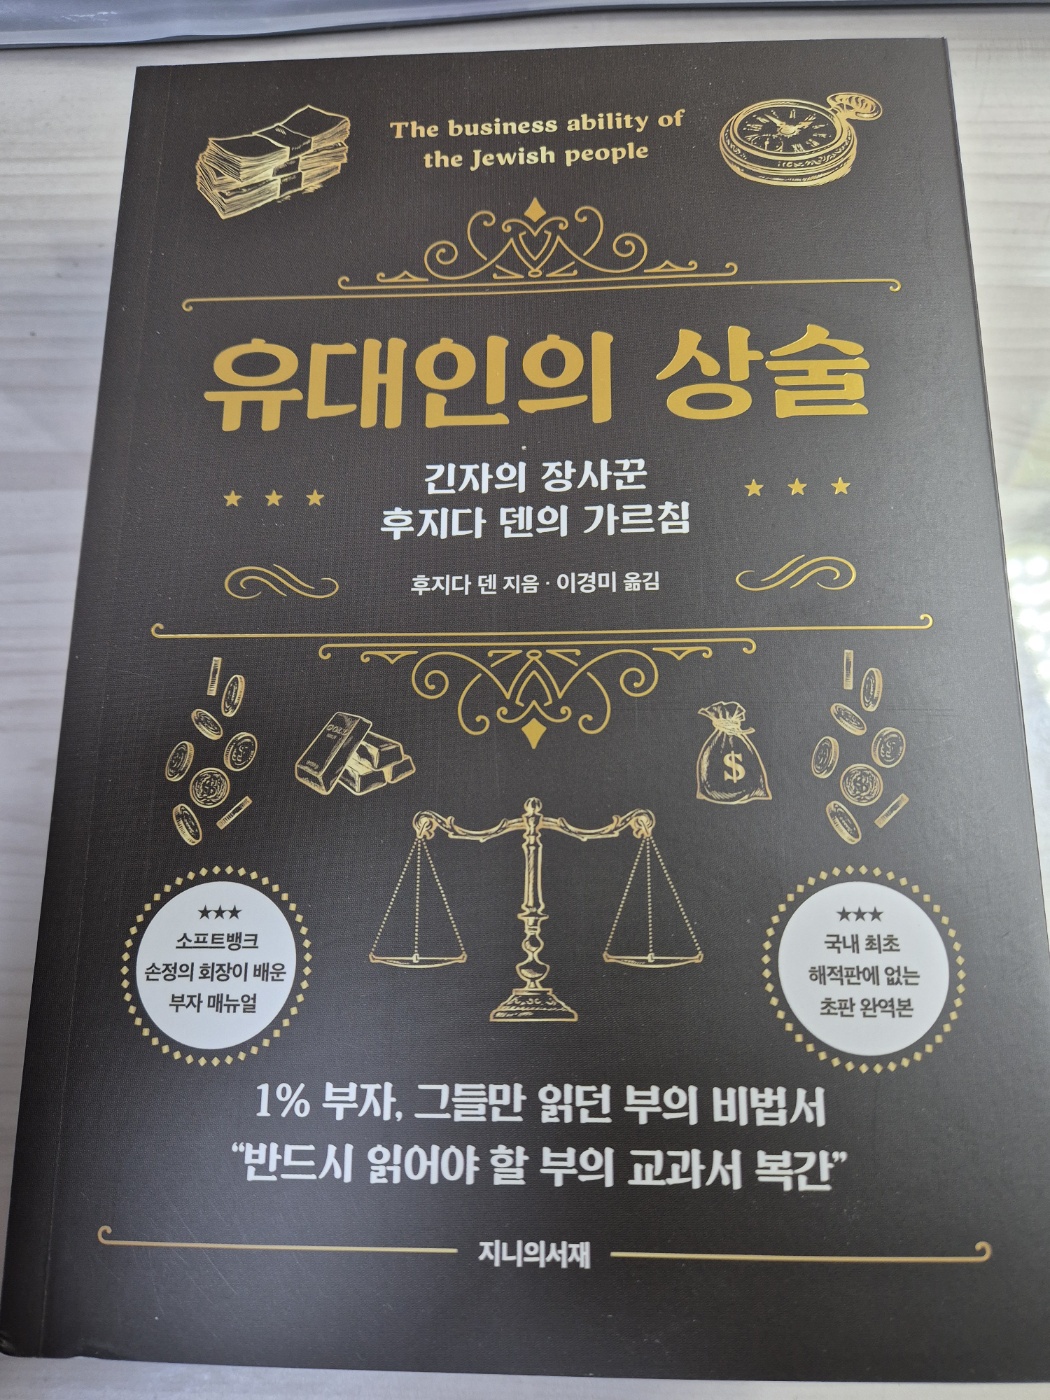 The business ability of
the Jewish people
유대인의 상술
긴자의 장사꾼
후지다 덴의 가르침
후지다 덴 지음 · 이경미 옮김
GOLD
$
소프트뱅크
손정의 회장이 배운
부자 매뉴얼
국내 최초
해적판에 없는
초판 완역본
1% 부자, 그들만 읽던 부의 비법서
“반드시 읽어야 할 부의 교과서 복간”
지니의서재